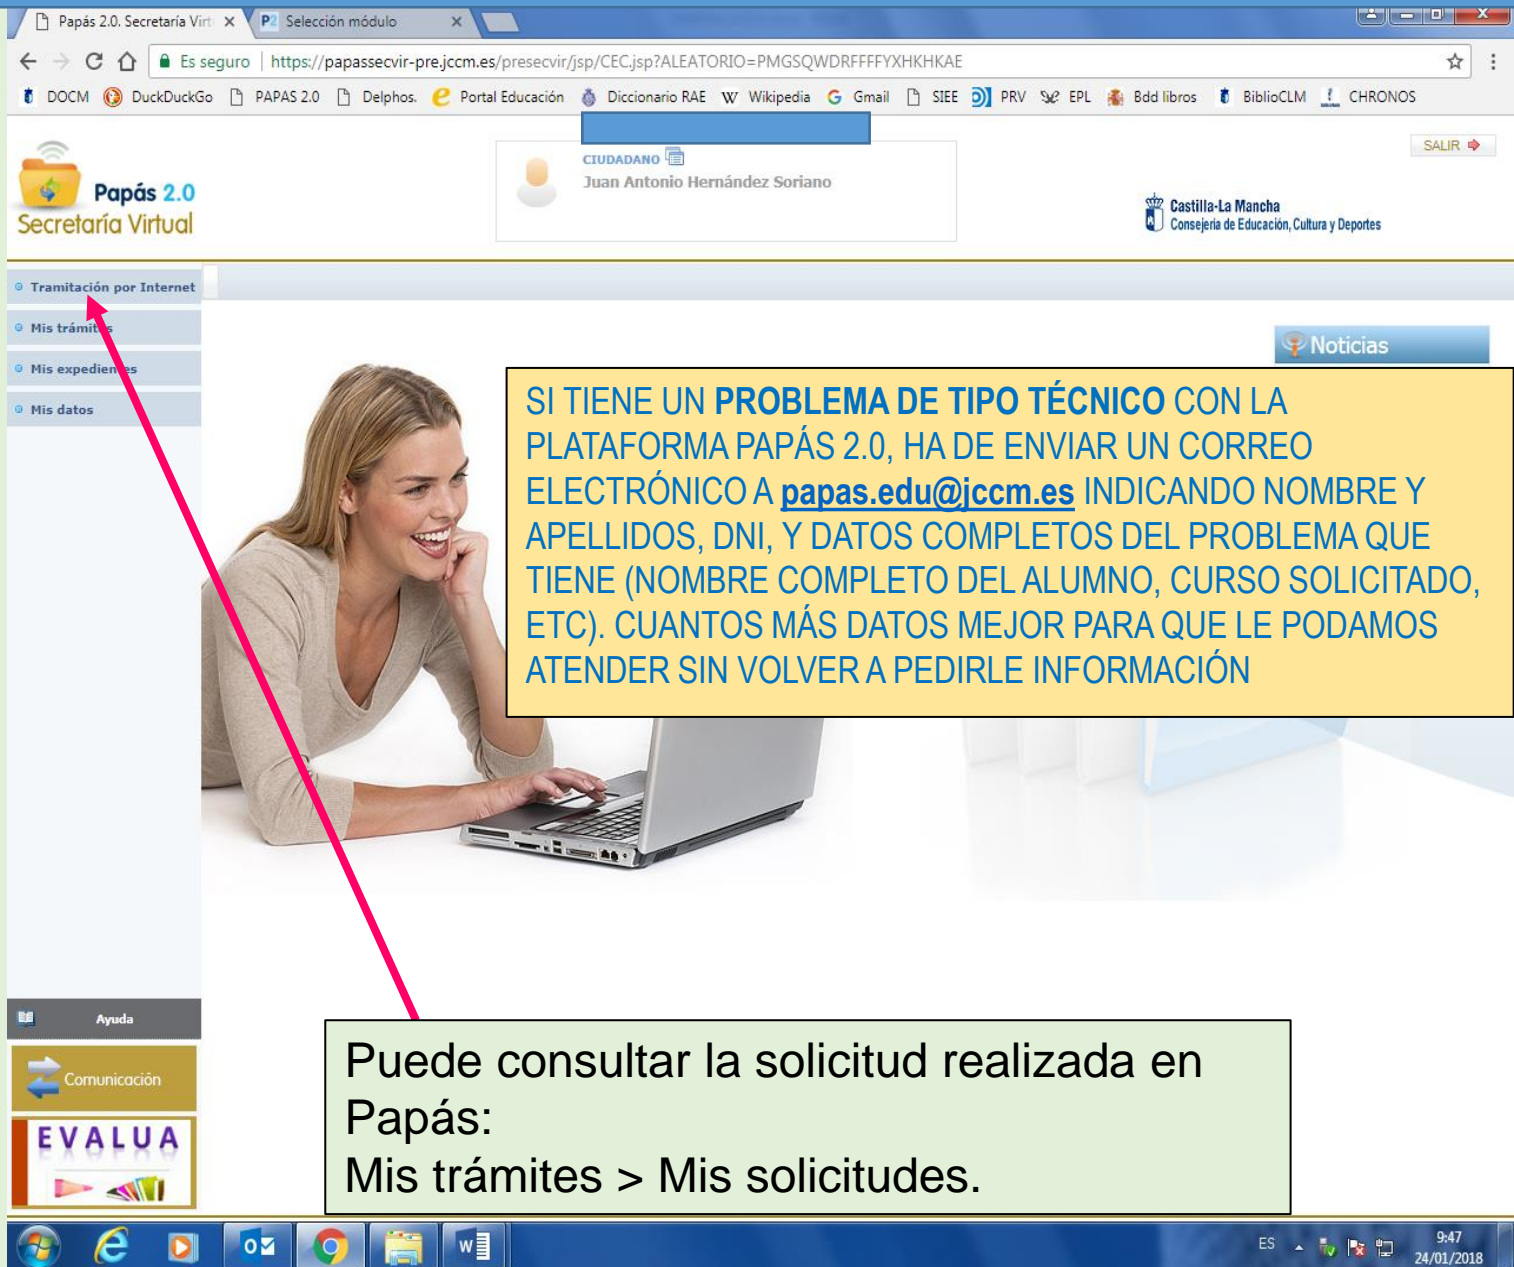 Papás 2.0. Secretaría Virt
Selección módulo
Es seguro | https://papassecvir-pre.jccm.es/presecvir/jsp/CEC.jsp?ALEATORIO=PMGSQWDRFFFFYXHKHKAE
DOCM DuckDuckGo PAPAS 2.0 Delphos. Portal Educación Diccionario RAE Wikipedia Gmail SIEE PRV EPL Bdd libros BiblioCLM CHRONOS
SALIR
CIUDADANO
Juan Antonio Hernández Soriano
Papás 2.0
Secretaría Virtual
Castilla-La Mancha
Consejería de Educación, Cultura y Deportes
Tramitación por Internet
Mis trámites
Mis expedientes
Mis datos
Noticias
SI TIENE UN PROBLEMA DE TIPO TÉCNICO CON LA
PLATAFORMA PAPÁS 2.0, HA DE ENVIAR UN CORREO
ELECTRÓNICO A papas.edu@jccm.es INDICANDO NOMBRE Y
APELLIDOS, DNI, Y DATOS COMPLETOS DEL PROBLEMA QUE
TIENE (NOMBRE COMPLETO DEL ALUMNO, CURSO SOLICITADO,
ETC). CUANTOS MÁS DATOS MEJOR PARA QUE LE PODAMOS
ATENDER SIN VOLVER A PEDIRLE INFORMACIÓN
Ayuda
Comunicación
EVALUA
Puede consultar la solicitud realizada en
Papás:
Mis trámites > Mis solicitudes.
ES
9:47
24/01/2018